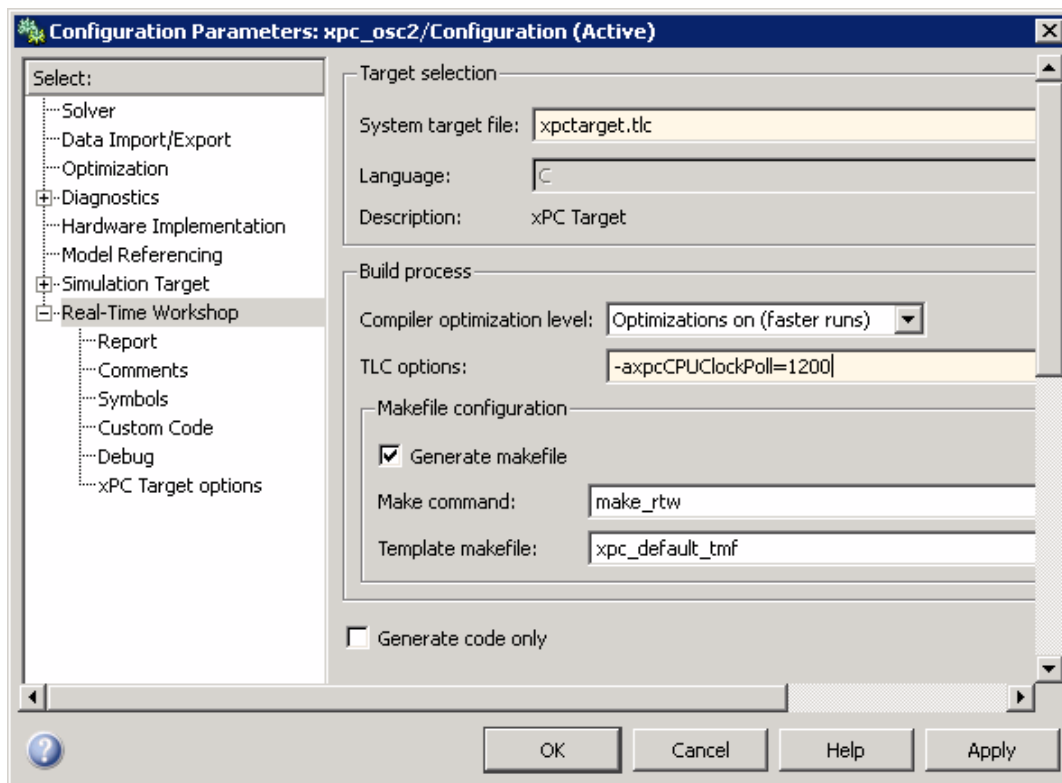 Configuration Parameters: xpc_osc2/Configuration (Active)
Select:
Solver
Data Import/Export
Optimization
Diagnostics
Hardware Implementation
Model Referencing
Simulation Target
Real-Time Workshop
Report
Comments
Symbols
Custom Code
Debug
xPC Target options
Target selection
System target file: xpctarget.tlc
Language: C
Description: xPC Target
Build process
Compiler optimization level: Optimizations on (faster runs)
TLC options: -axpcCPUClockPoll=1200
Makefile configuration
Generate makefile
Make command: make_rtw
Template makefile: xpc_default_tmf
Generate code only
OK Cancel Help Apply